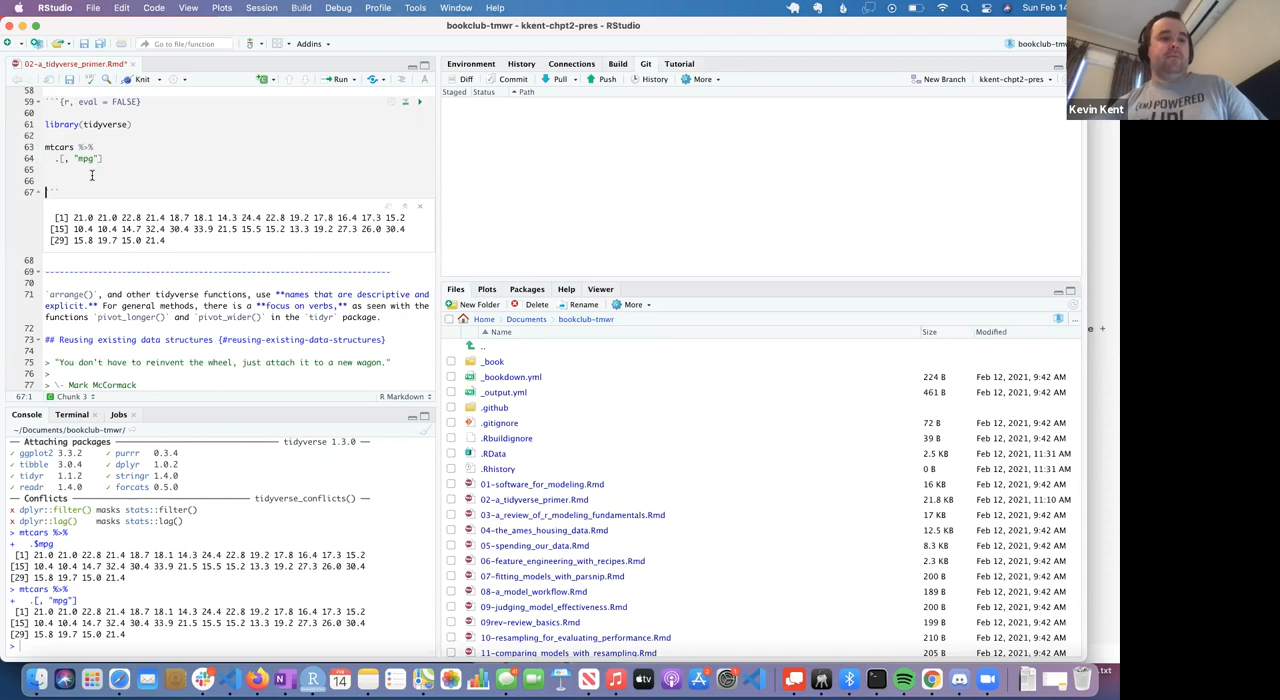 RStudio File Edit Code View Plots Session Build Debug Profile Tools Window Help Sun Feb 14
bookclub-tmwr - kkent-chpt2-pres - RStudio
Go to file/function Addins bookclub-tmw
02-a_tidyverse_primer.Rmd*
Knit Run
58
59 ```{r, eval = FALSE}
60
61 library(tidyverse)
62
63 mtcars %>%
64 .[, "mpg"]
65
66
67 ```
[1] 21.0 21.0 22.8 21.4 18.7 18.1 14.3 24.4 22.8 19.2 17.8 16.4 17.3 15.2
[15] 10.4 10.4 14.7 32.4 30.4 33.9 21.5 15.5 15.2 13.3 19.2 27.3 26.0 30.4
[29] 15.8 19.7 15.0 21.4
68
69 --------------------------------------------------------------------------
70
71 `arrange()`, and other tidyverse functions, use **names that are descriptive and
explicit.** For general methods, there is a **focus on verbs,** as seen with the
functions `pivot_longer()` and `pivot_wider()` in the `tidyr` package.
72
73 ## Reusing existing data structures {#reusing-existing-data-structures}
74
75 > "You don't have to reinvent the wheel, just attach it to a new wagon."
76 >
77 > \- Mark McCormack
67:1 Chunk 3 R Markdown
Console Terminal Jobs
~/Documents/bookclub-tmwr/
— Attaching packages ——— tidyverse 1.3.0 —
✓ ggplot2 3.3.2 ✓ purrr 0.3.4
✓ tibble 3.0.4 ✓ dplyr 1.0.2
✓ tidyr 1.1.2 ✓ stringr 1.4.0
✓ readr 1.4.0 ✓ forcats 0.5.0
— Conflicts ——— tidyverse_conflicts() —
x dplyr::filter() masks stats::filter()
x dplyr::lag() masks stats::lag()
> mtcars %>%
+ .$mpg
[1] 21.0 21.0 22.8 21.4 18.7 18.1 14.3 24.4 22.8 19.2 17.8 16.4 17.3 15.2
[15] 10.4 10.4 14.7 32.4 30.4 33.9 21.5 15.5 15.2 13.3 19.2 27.3 26.0 30.4
[29] 15.8 19.7 15.0 21.4
> mtcars %>%
+ .[, "mpg"]
[1] 21.0 21.0 22.8 21.4 18.7 18.1 14.3 24.4 22.8 19.2 17.8 16.4 17.3 15.2
[15] 10.4 10.4 14.7 32.4 30.4 33.9 21.5 15.5 15.2 13.3 19.2 27.3 26.0 30.4
[29] 15.8 19.7 15.0 21.4
>
Environment History Connections Build Git Tutorial
Diff Commit Pull Push History More New Branch kkent-chpt2-pres
Staged Status Path
Files Plots Packages Help Viewer
New Folder Delete Rename More
Home Documents bookclub-tmwr ...
Name Size Modified
..
_book
_bookdown.yml 224 B Feb 12, 2021, 9:42 AM
_output.yml 461 B Feb 12, 2021, 9:42 AM
.github
.gitignore 72 B Feb 12, 2021, 9:42 AM
.Rbuildignore 39 B Feb 12, 2021, 9:42 AM
.RData 2.5 KB Feb 12, 2021, 11:31 AM
.Rhistory 0 B Feb 12, 2021, 11:31 AM
01-software_for_modeling.Rmd 16 KB Feb 12, 2021, 9:42 AM
02-a_tidyverse_primer.Rmd 21.8 KB Feb 12, 2021, 11:10 AM
03-a_review_of_r_modeling_fundamentals.Rmd 17 KB Feb 12, 2021, 9:42 AM
04-the_ames_housing_data.Rmd 12.5 KB Feb 12, 2021, 9:42 AM
05-spending_our_data.Rmd 8.3 KB Feb 12, 2021, 9:42 AM
06-feature_engineering_with_recipes.Rmd 2.3 KB Feb 12, 2021, 9:42 AM
07-fitting_models_with_parsnip.Rmd 200 B Feb 12, 2021, 9:42 AM
08-a_model_workflow.Rmd 189 B Feb 12, 2021, 9:42 AM
09-judging_model_effectiveness.Rmd 200 B Feb 12, 2021, 9:42 AM
09-rev-review_basics.Rmd 199 B Feb 12, 2021, 9:42 AM
10-resampling_for_evaluating_performance.Rmd 210 B Feb 12, 2021, 9:42 AM
11-comparing_models_with_resampling.Rmd 205 B Feb 12, 2021, 9:42 AM
Kevin Kent
POWERED
e +
.txt